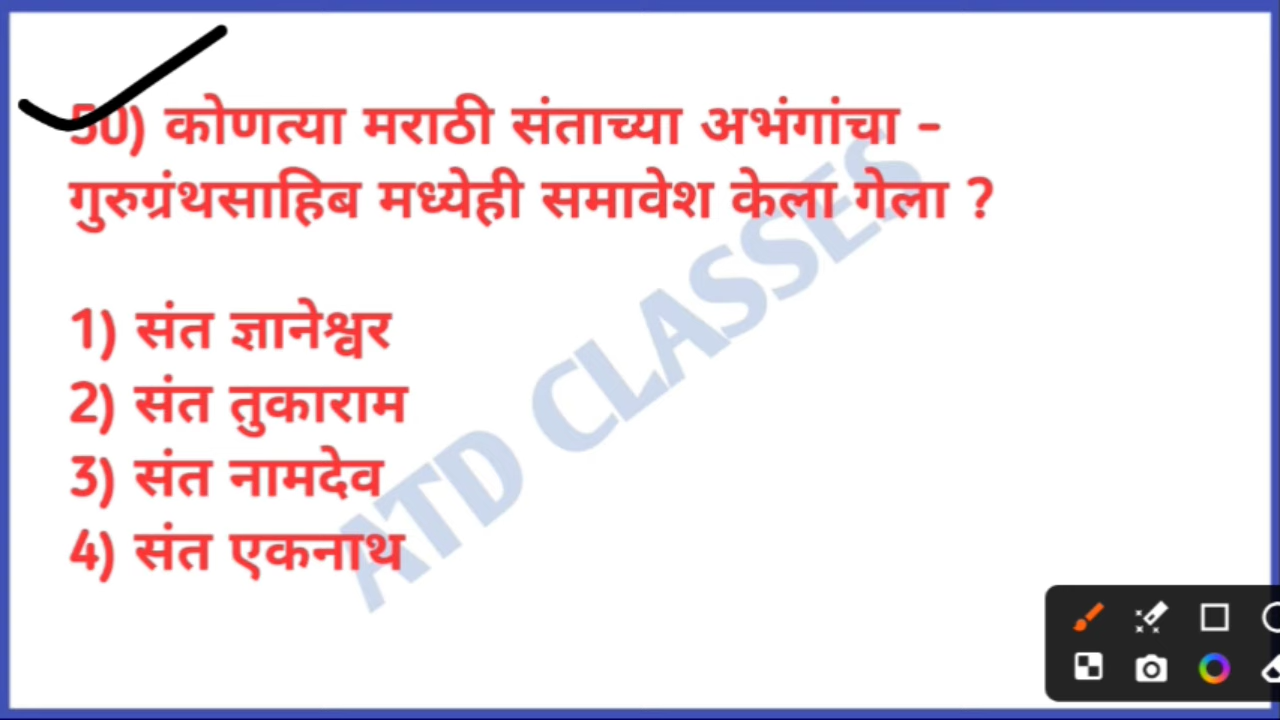 50) कोणत्या मराठी संताच्या अभंगांचा -
गुरुग्रंथसाहिब मध्येही समावेश केला गेला ?
1) संत ज्ञानेश्वर
2) संत तुकाराम
3) संत नामदेव
4) संत एकनाथ
ATD CLASSES